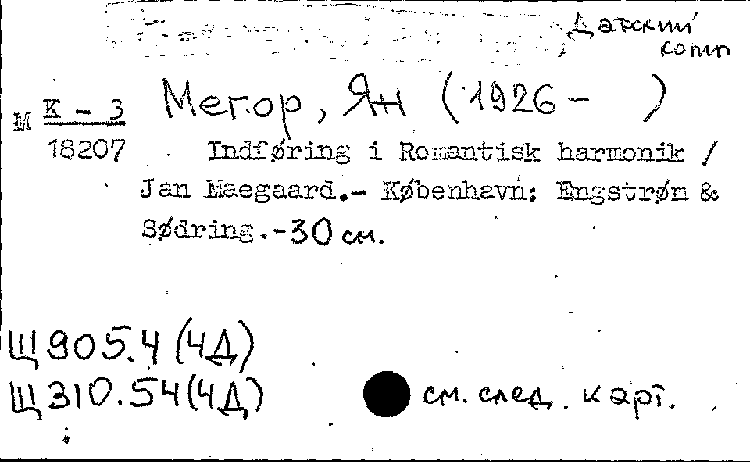 Датский
комп
М К - 3
18207
Мегор, Ян (1926 - )
Indføring i Romantisk harmonik /
Jan Maegaard.- København: Engstrøn &
Sødring.-30 см.
Щ905.4(4Д)
Щ310.54(4Д)
см. след. карт.